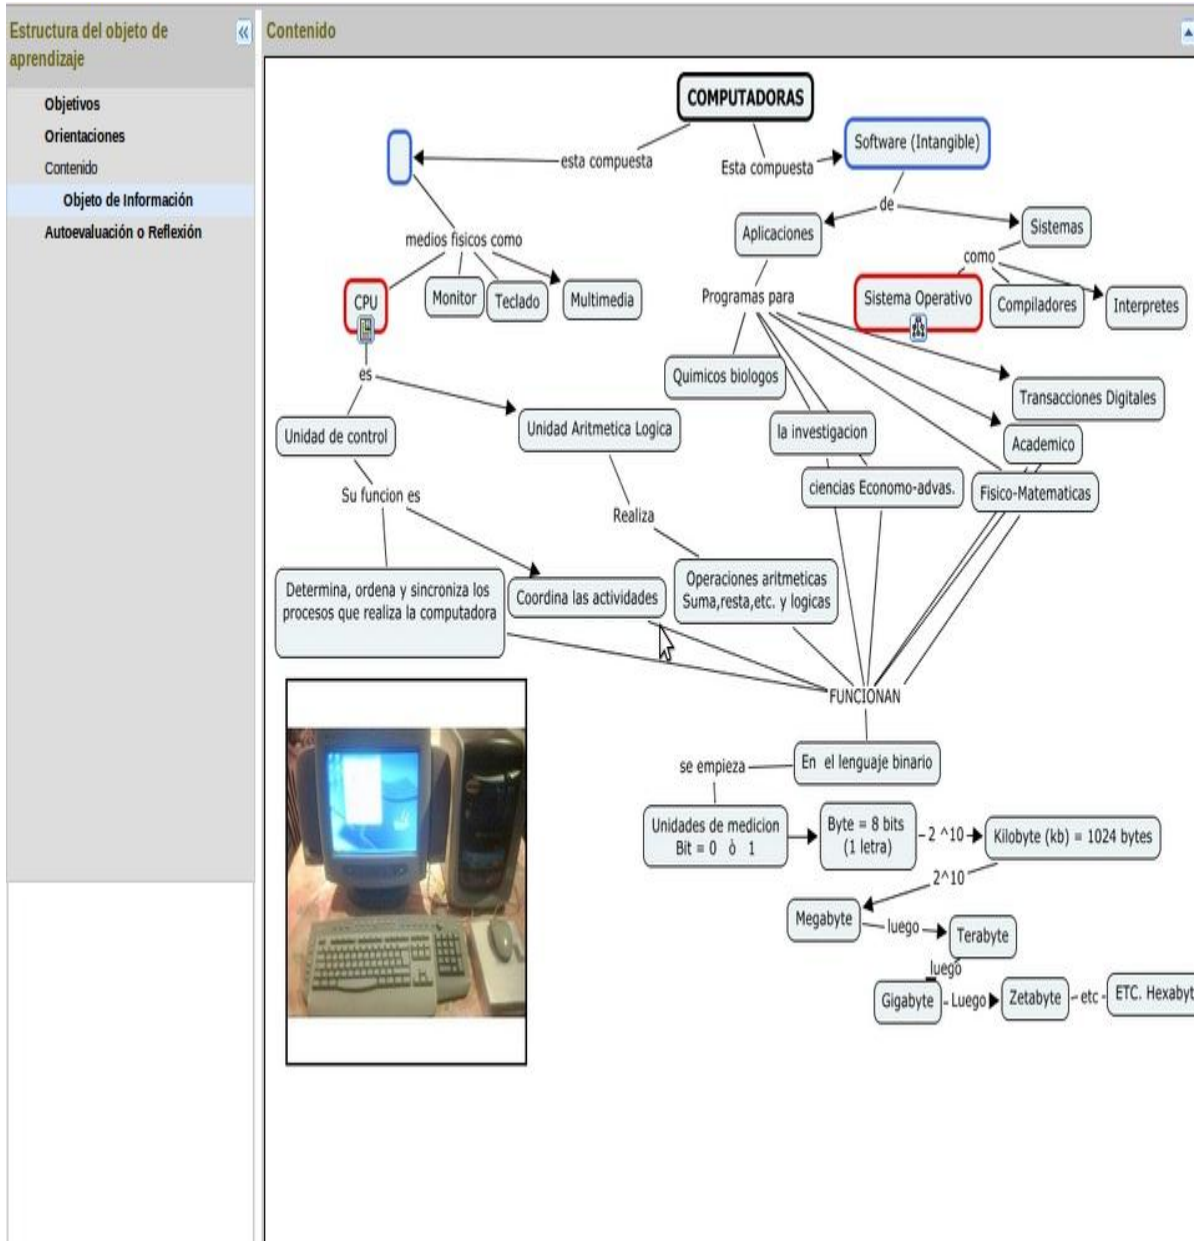 Estructura del objeto de
aprendizaje
Objetivos
Orientaciones
Contenido
Objeto de Información
Autoevaluación o Reflexión
Contenido
COMPUTADORAS
esta compuesta
Esta compuesta
Software (Intangible)
de
Aplicaciones
Sistemas
medios fisicos como
como
CPU
Monitor
Teclado
Multimedia
Programas para
Sistema Operativo
Compiladores
Interpretes
es
Quimicos biologos
Transacciones Digitales
Unidad de control
Unidad Aritmetica Logica
la investigacion
Academico
Su funcion es
ciencias Economo-advas.
Fisico-Matematicas
Realiza
Determina, ordena y sincroniza los
procesos que realiza la computadora
Coordina las actividades
Operaciones aritmeticas
Suma,resta,etc. y logicas
FUNCIONAN
En el lenguaje binario
se empieza
Unidades de medicion
Bit = 0 ò 1
Byte = 8 bits
(1 letra)
2 ^10
Kilobyte (kb) = 1024 bytes
2^10
Megabyte
luego
Terabyte
luego
Gigabyte
Luego
Zetabyte
etc
ETC. Hexabyt